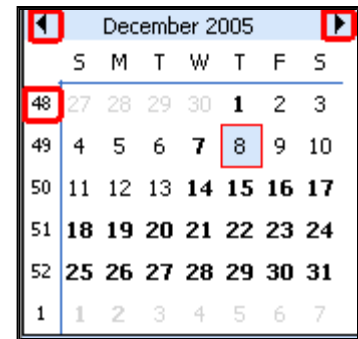 December 2005
S M T W T F S
48 27 28 29 30 1 2 3
49 4 5 6 7 8 9 10
50 11 12 13 14 15 16 17
51 18 19 20 21 22 23 24
52 25 26 27 28 29 30 31
1 1 2 3 4 5 6 7